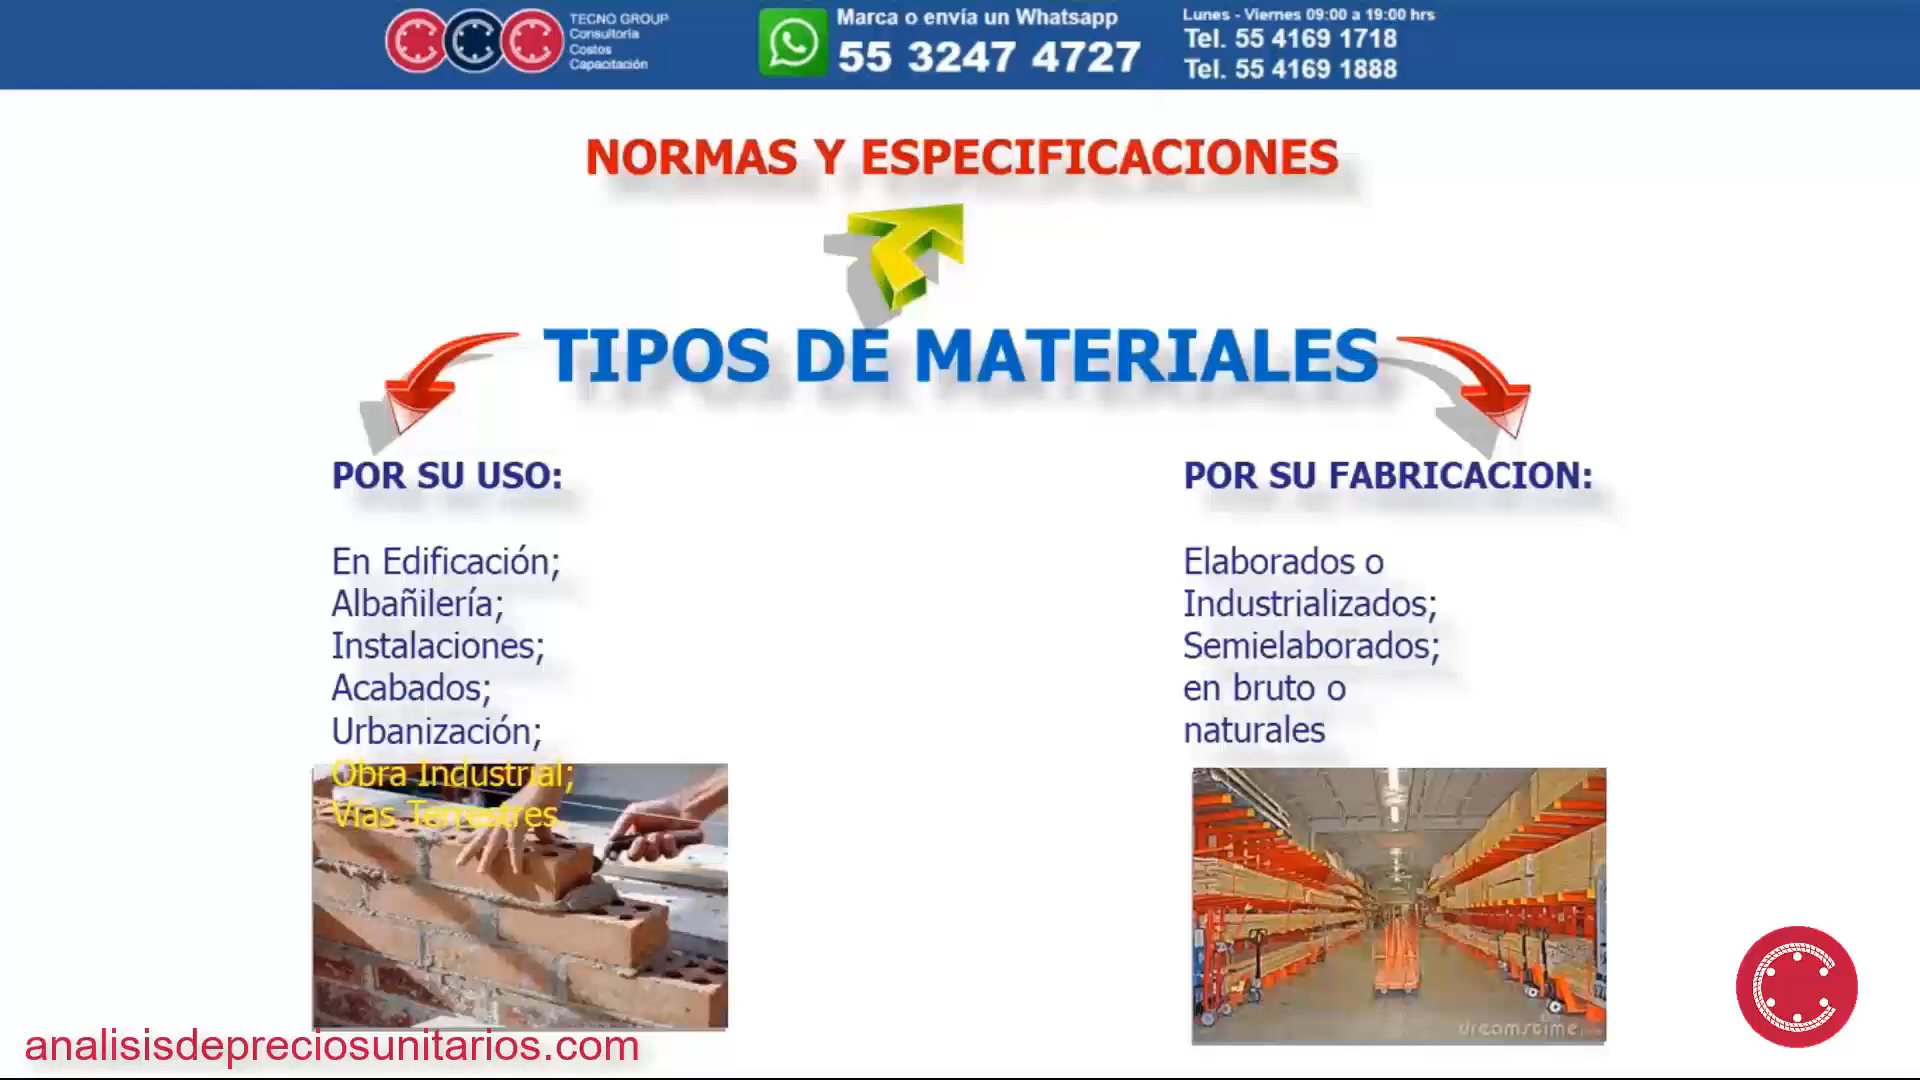 TECNO GROUP
Consultoría
Costos
Capacitación
Marca o envía un Whatsapp
55 3247 4727
Lunes - Viernes 09:00 a 19:00 hrs
Tel. 55 4169 1718
Tel. 55 4169 1888
NORMAS Y ESPECIFICACIONES
TIPOS DE MATERIALES
POR SU USO:
En Edificación;
Albañilería;
Instalaciones;
Acabados;
Urbanización;
Obra Industrial;
Vías Terrestres.
POR SU FABRICACION:
Elaborados o
Industrializados;
Semielaborados;
en bruto o
naturales
dreamstime.
analisisdepreciosunitarios.com